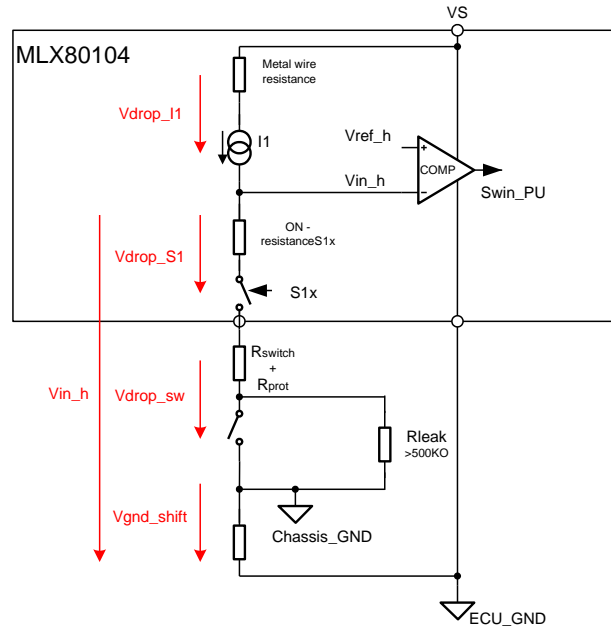 VS
MLX80104
Metal wire
resistance
Vdrop_I1
I1
Vref_h
+
COMP
Vin_h
-
Swin_PU
ON -
resistanceS1x
Vdrop_S1
S1x
Rswitch
+
Rprot
Vin_h
Vdrop_sw
Rleak
>500KO
Vgnd_shift
Chassis_GND
ECU_GND